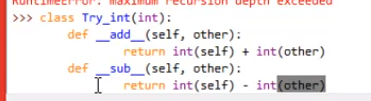 RuntimeError: maximum recursion depth exceeded
>>> class Try_int(int):
        def __add__(self, other):
            return int(self) + int(other)
        def __sub__(self, other):
            return int(self) - int(other)